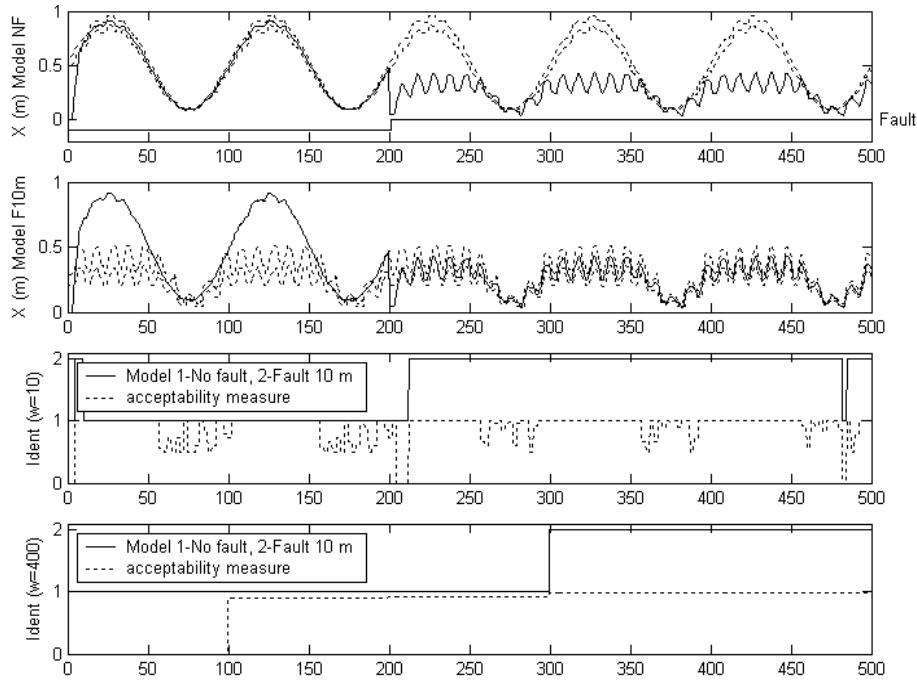 X (m) Model NF
1
0.5
0
Fault
0 50 100 150 200 250 300 350 400 450 500
X (m) Model F10m
1
0.5
0
0 50 100 150 200 250 300 350 400 450 500
Ident (w=10)
2
1
0
Model 1-No fault, 2-Fault 10 m
acceptability measure
0 50 100 150 200 250 300 350 400 450 500
Ident (w=400)
2
1
0
Model 1-No fault, 2-Fault 10 m
acceptability measure
0 50 100 150 200 250 300 350 400 450 500